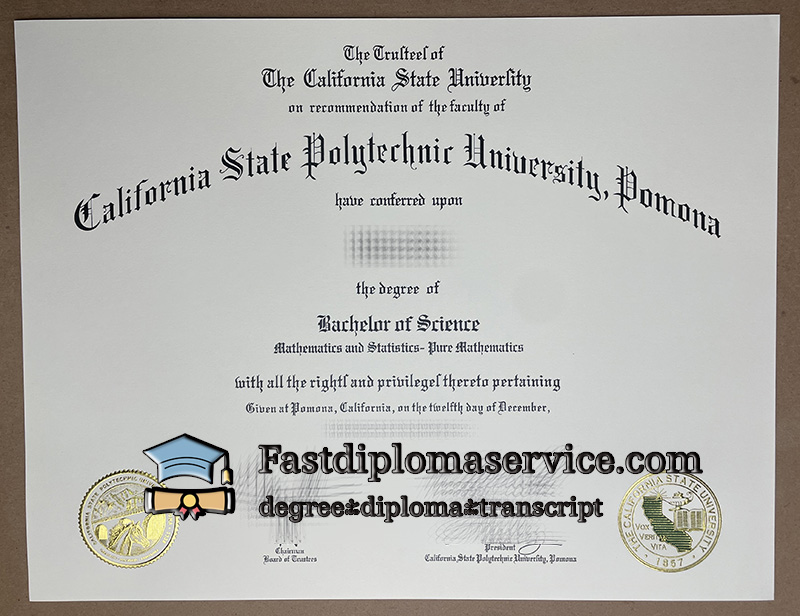 The Trustees of
The California State University
on recommendation of the faculty of
California State Polytechnic University, Pomona
have conferred upon
the degree of
Bachelor of Science
Mathematics and Statistics- Pure Mathematics
with all the rights and privileges thereto pertaining
Given at Pomona, California, on the twelfth day of December,
Fastdiplomaservice.com
degree*diploma*transcript
CALIFORNIA STATE POLYTECHNIC
THE CALIFORNIA STATE UNIVERSITY
VOX
VERITAS
VITA
1857
Chairman
Board of Trustees
President
California State Polytechnic University, Pomona